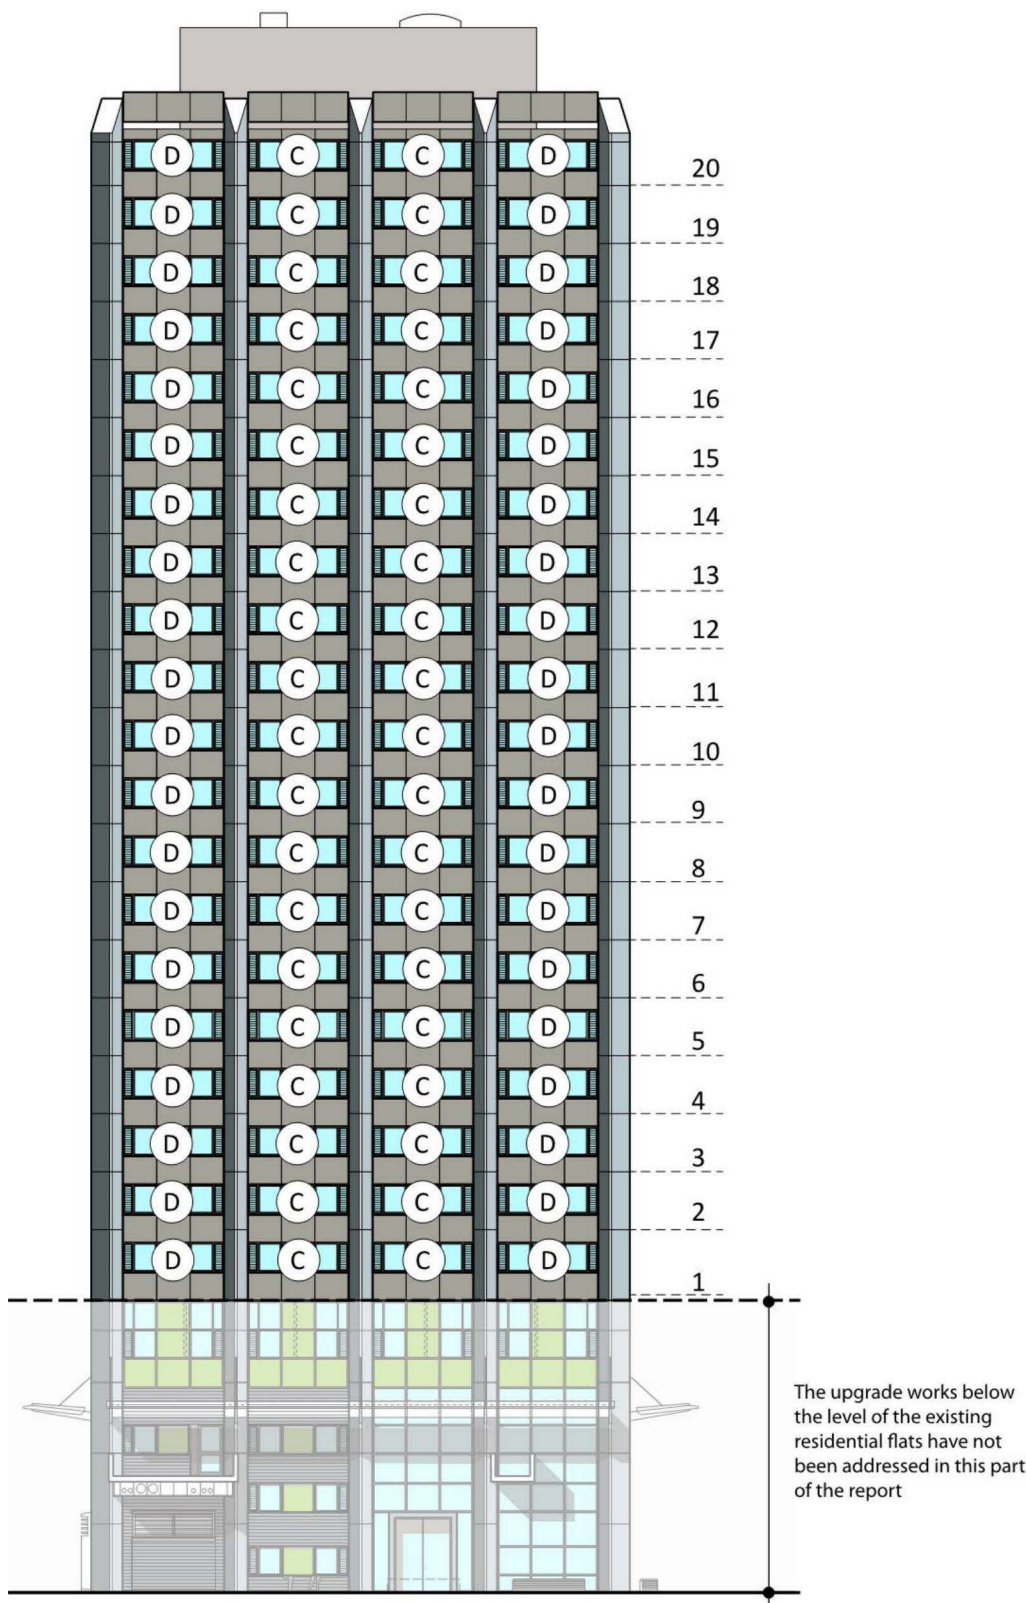 D C C D
20
D C C D
19
D C C D
18
D C C D
17
D C C D
16
D C C D
15
D C C D
14
D C C D
13
D C C D
12
D C C D
11
D C C D
10
D C C D
9
D C C D
8
D C C D
7
D C C D
6
D C C D
5
D C C D
4
D C C D
3
D C C D
2
D C C D
1
The upgrade works below
the level of the existing
residential flats have not
been addressed in this part
of the report